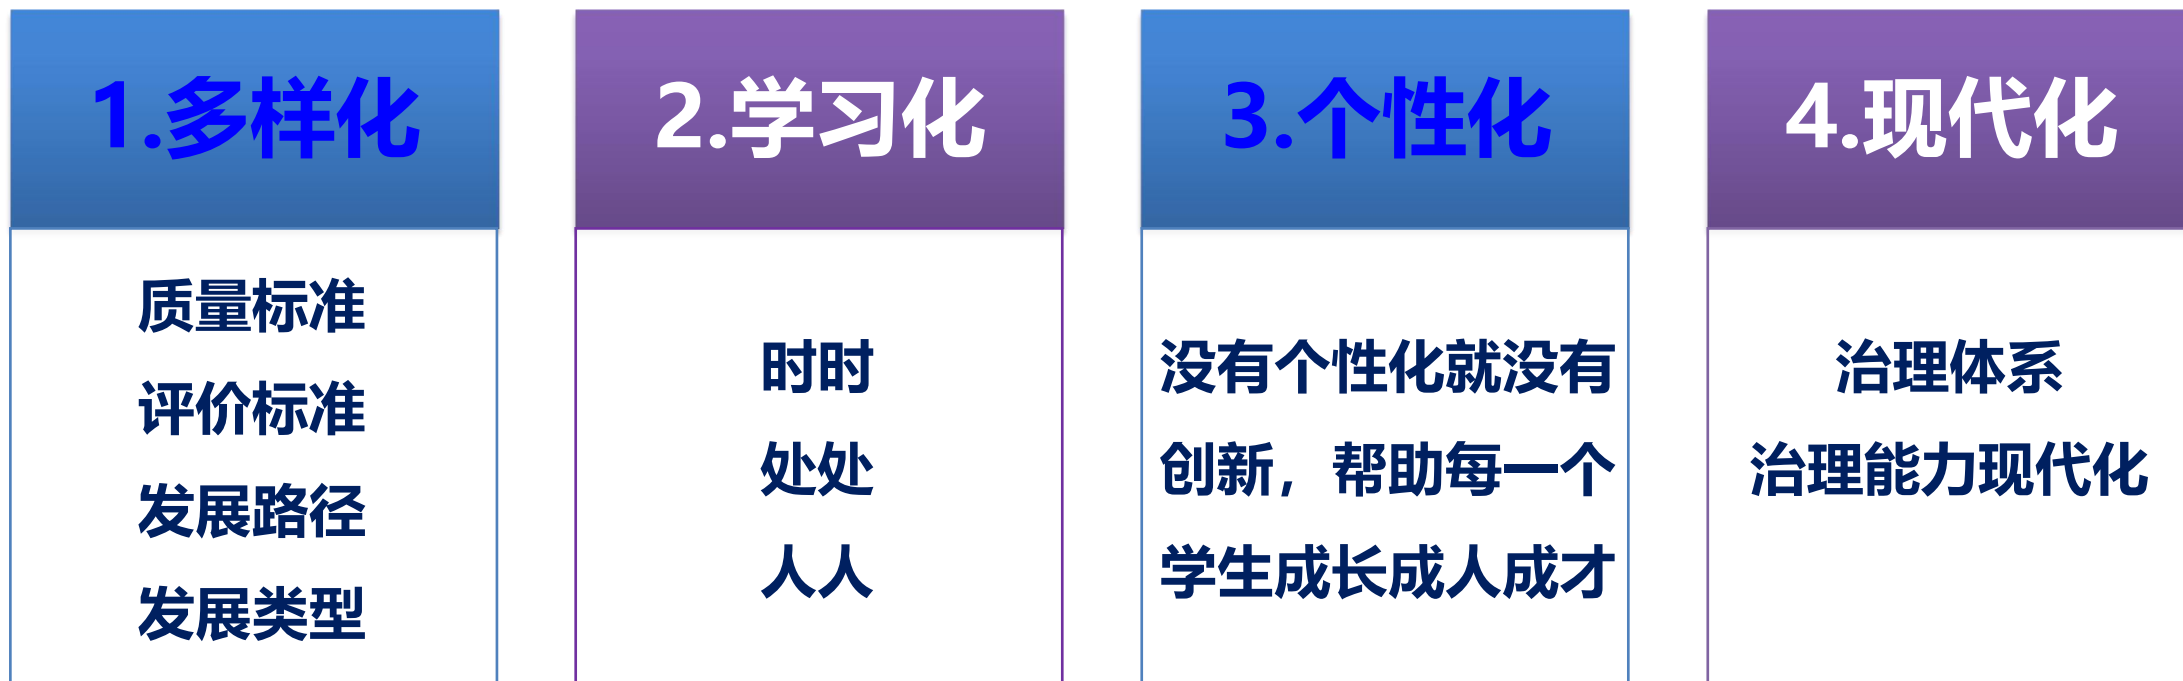 1.多样化
质量标准
评价标准
发展路径
发展类型
2.学习化
时时
处处
人人
3.个性化
没有个性化就没有
创新，帮助每一个
学生成长成人成才
4.现代化
治理体系
治理能力现代化